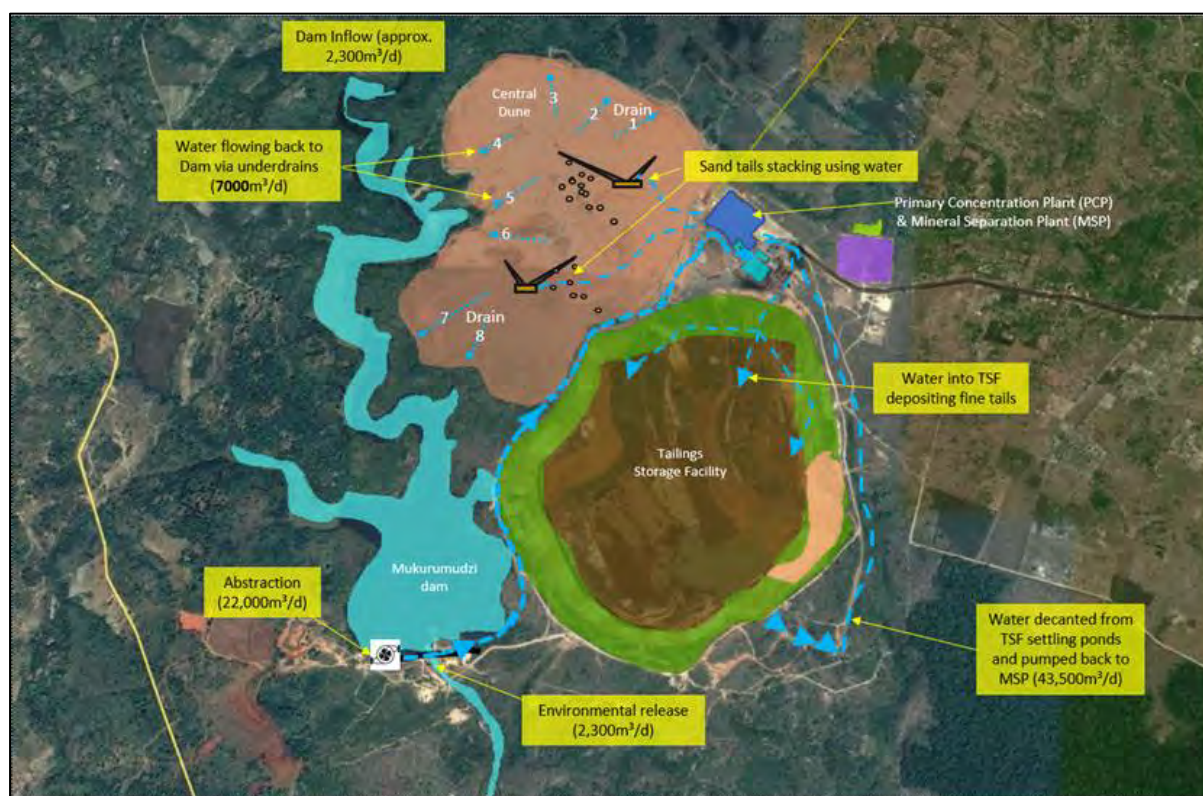 Dam Inflow (approx.
2,300m³/d)
Central
Dune
3
2
Drain
1
4
Water flowing back to
Dam via underdrains
(7000m³/d)
5
Sand tails stacking using water
6
Primary Concentration Plant (PCP)
& Mineral Separation Plant (MSP)
7
Drain
8
Water into TSF
depositing fine tails
Tailings
Storage Facility
Mukurumudzi
dam
Abstraction
(22,000m³/d)
Environmental release
(2,300m³/d)
Water decanted from
TSF settling ponds
and pumped back to
MSP (43,500m³/d)